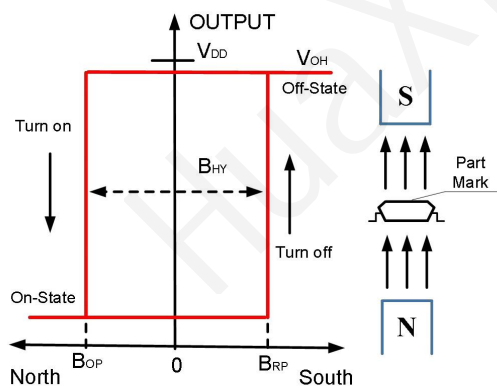 OUTPUT
VDD
VOH
Off-State
S
Turn on
Part
Mark
BHY
Turn off
On-State
N
BOP
0
BRP
North
South
HuaX